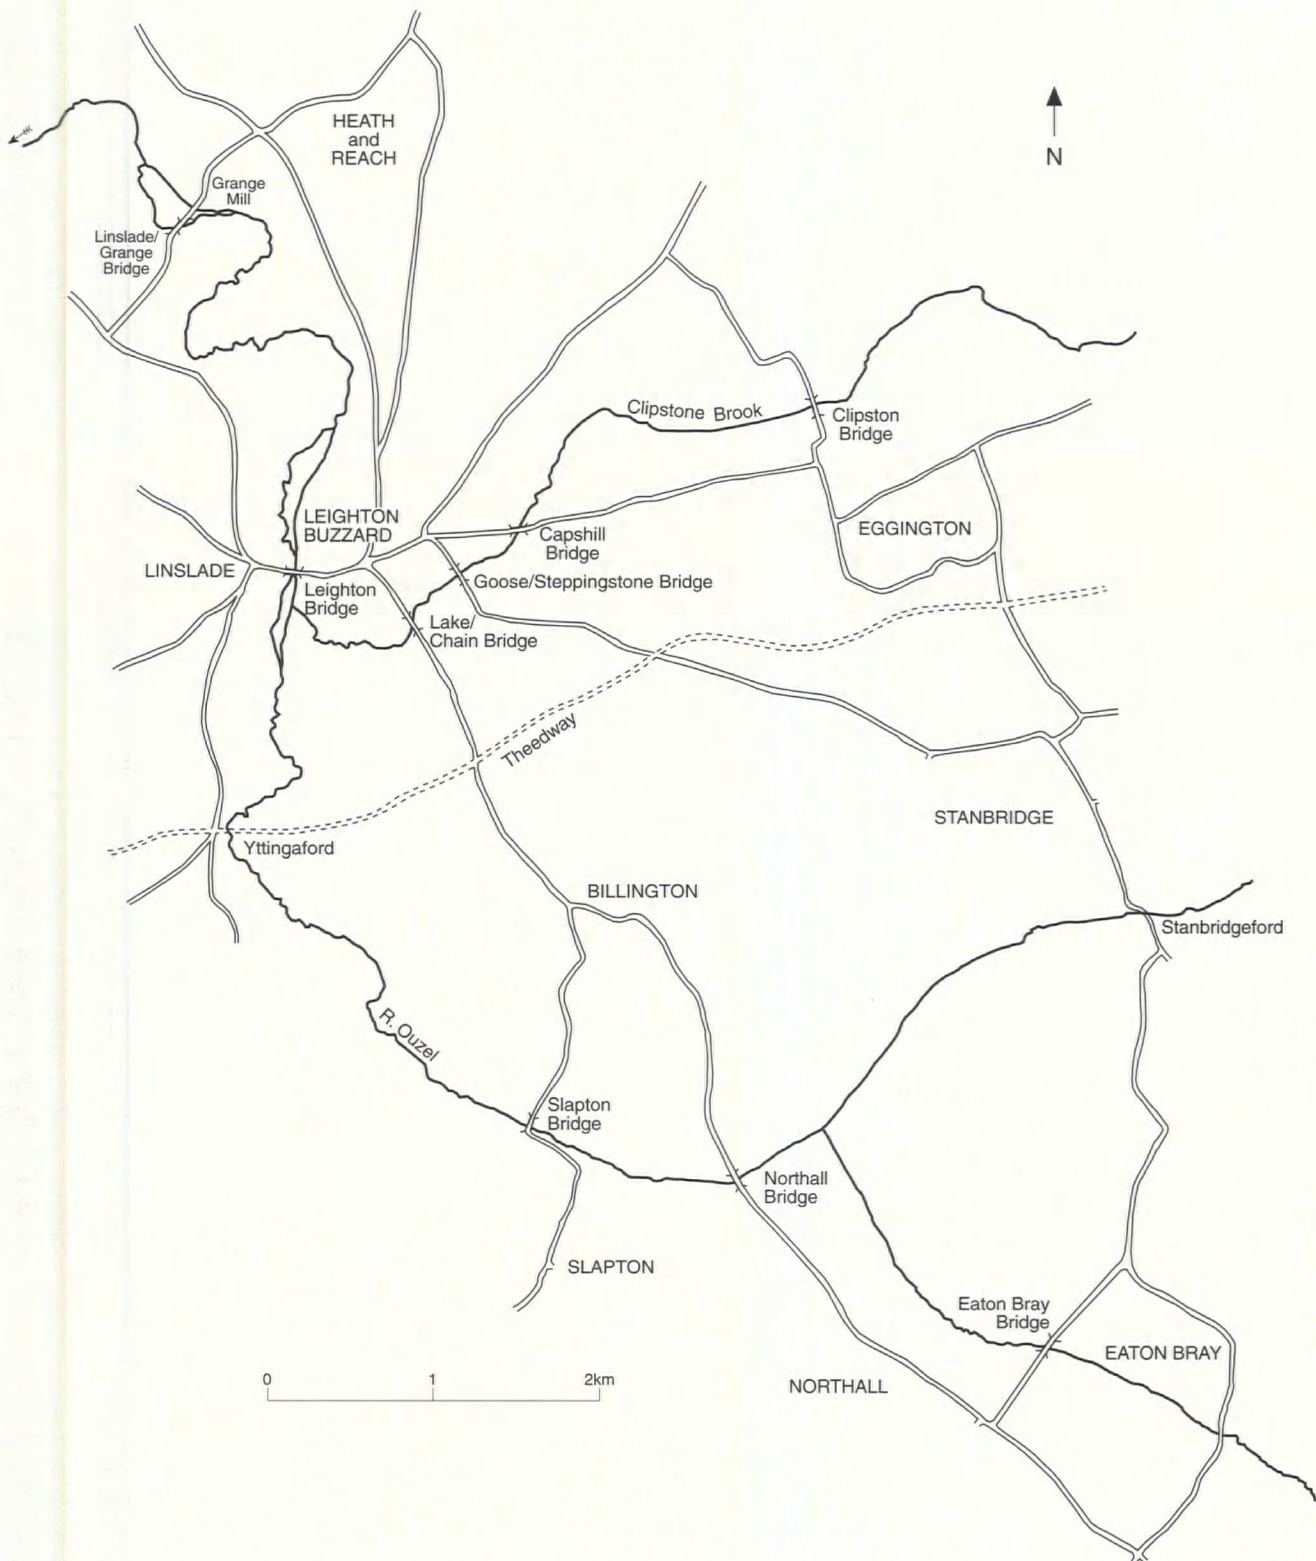 HEATH
and
REACH
N
Grange
Mill
Linslade/
Grange
Bridge
Clipstone Brook
Clipston
Bridge
LEIGHTON
BUZZARD
EGGINGTON
Capshill
Bridge
LINSLADE
Goose/Steppingstone Bridge
Leighton
Bridge
Lake/
Chain Bridge
Theedway
STANBRIDGE
Yttingaford
BILLINGTON
Stanbridgeford
R. Ouzel
Slapton
Bridge
Northall
Bridge
SLAPTON
Eaton Bray
Bridge
EATON BRAY
NORTHALL
0 1 2km